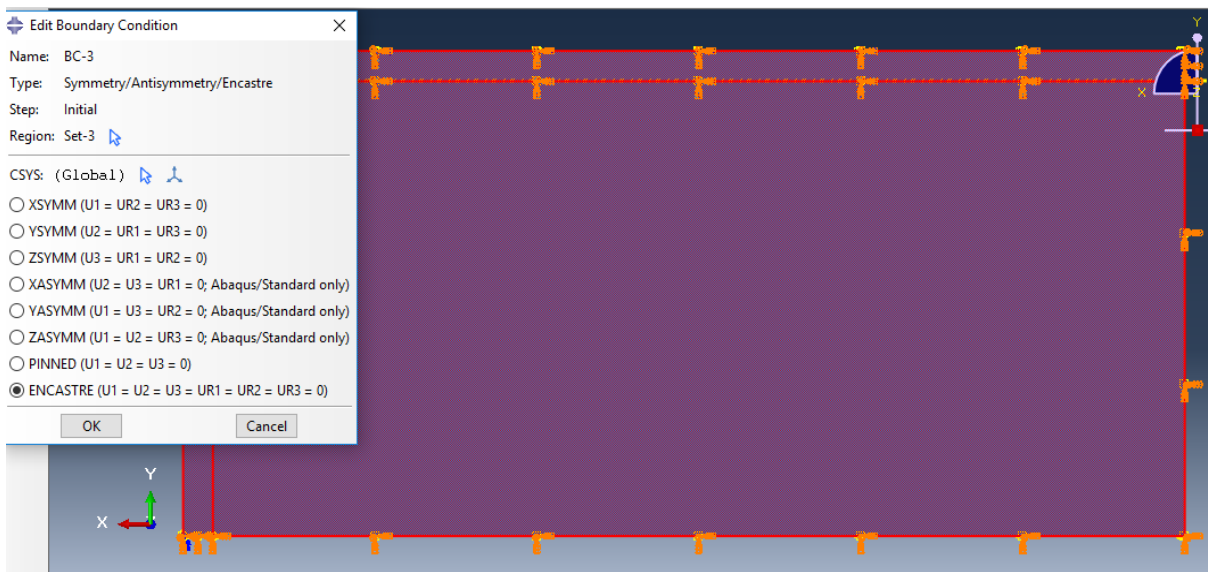 Edit Boundary Condition
Name: BC-3
Type: Symmetry/Antisymmetry/Encastre
Step: Initial
Region: Set-3
CSYS: (Global)
XSYMM (U1 = UR2 = UR3 = 0)
YSYMM (U2 = UR1 = UR3 = 0)
ZSYMM (U3 = UR1 = UR2 = 0)
XASYMM (U2 = U3 = UR1 = 0; Abaqus/Standard only)
YASYMM (U1 = U3 = UR2 = 0; Abaqus/Standard only)
ZASYMM (U1 = U2 = UR3 = 0; Abaqus/Standard only)
PINNED (U1 = U2 = U3 = 0)
ENCASTRE (U1 = U2 = U3 = UR1 = UR2 = UR3 = 0)
OK Cancel
Y
X Z
Y
X